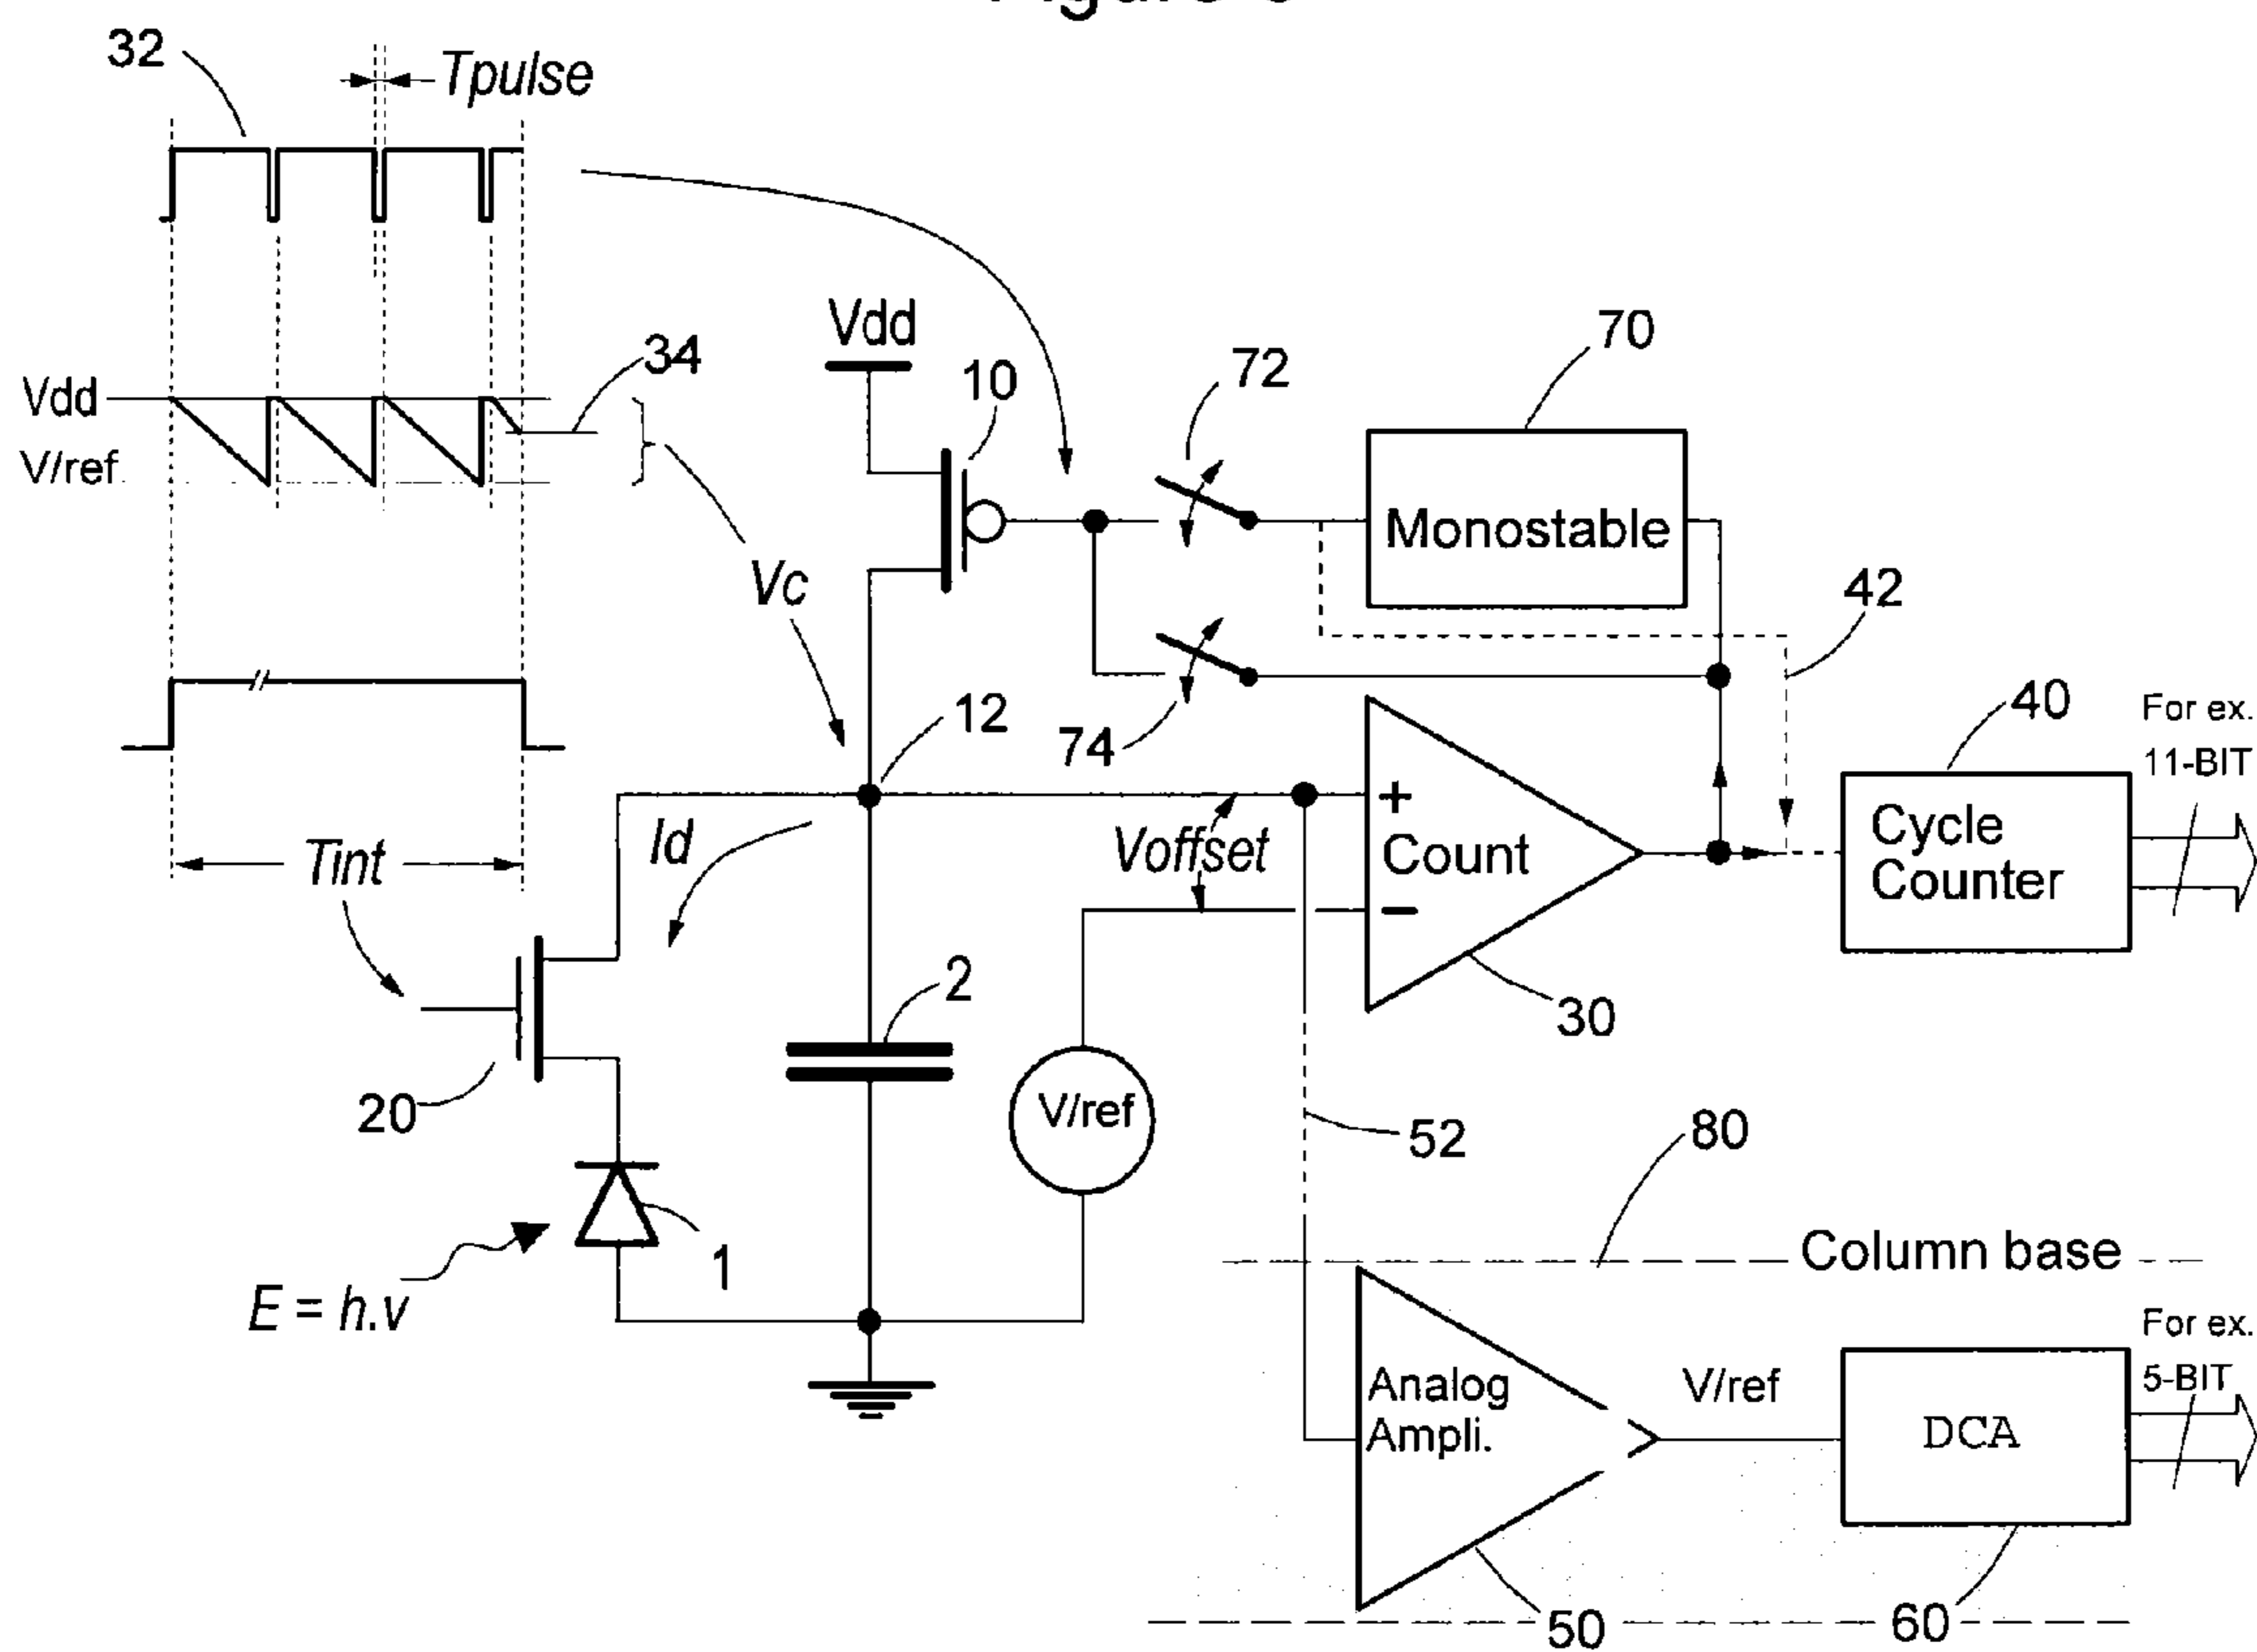 32
Tpulse
Vdd
34
V/ref
Vdd
10
72
70
Monostable
Vc
42
12
74
40
For ex.
11-BIT
Tint
Id
Voffset
+
Count
−
Cycle
Counter
2
30
20
V/ref
52
80
1
E = h.v
Column base
Analog
Ampli.
V/ref
DCA
For ex.
5-BIT
50
60